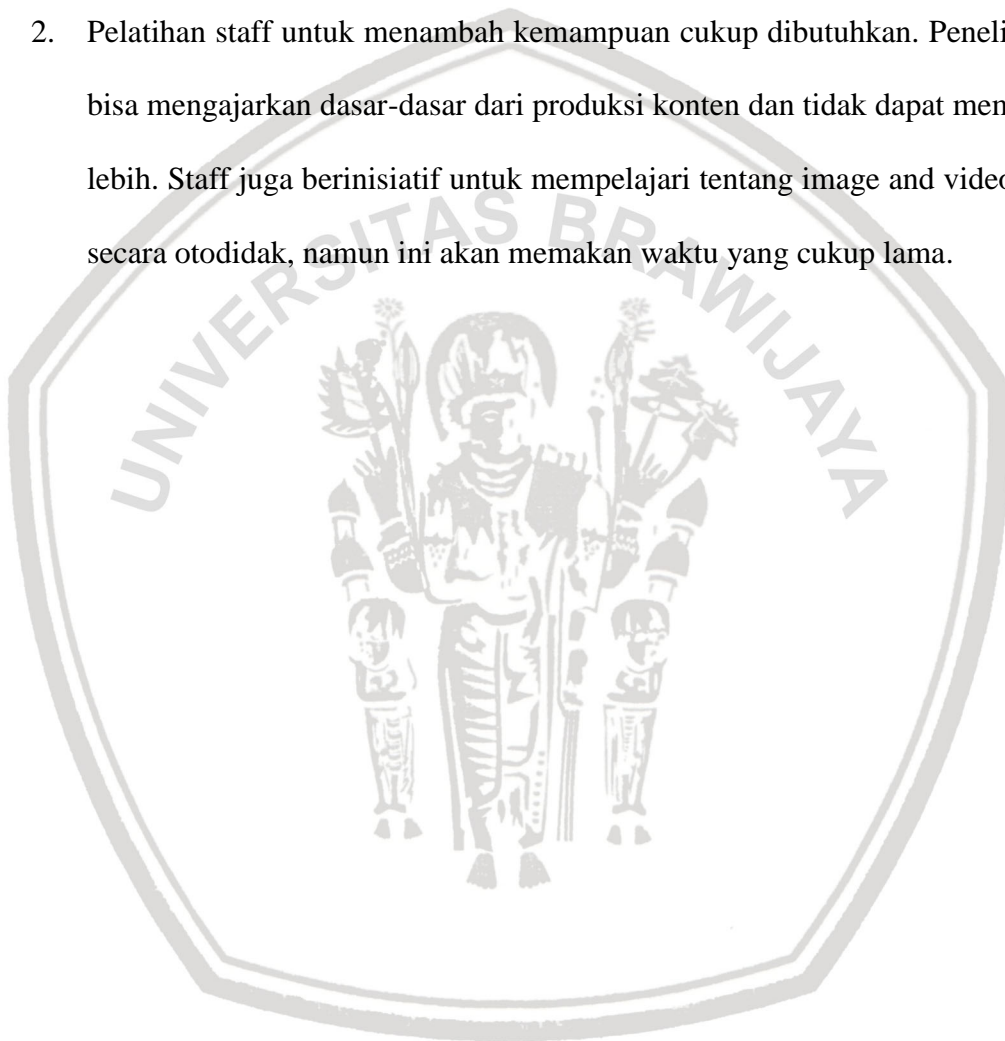 2. Pelatihan staff untuk menambah kemampuan cukup dibutuhkan.
bisa mengajarkan dasar-dasar dari produksi konten dan tidak dapat
lebih. Staff juga berinisiatif untuk mempelajari tentang image and video
secara otodidak, namun ini akan memakan waktu yang cukup lama.
UNIVERSITAS BRAWIJAYA